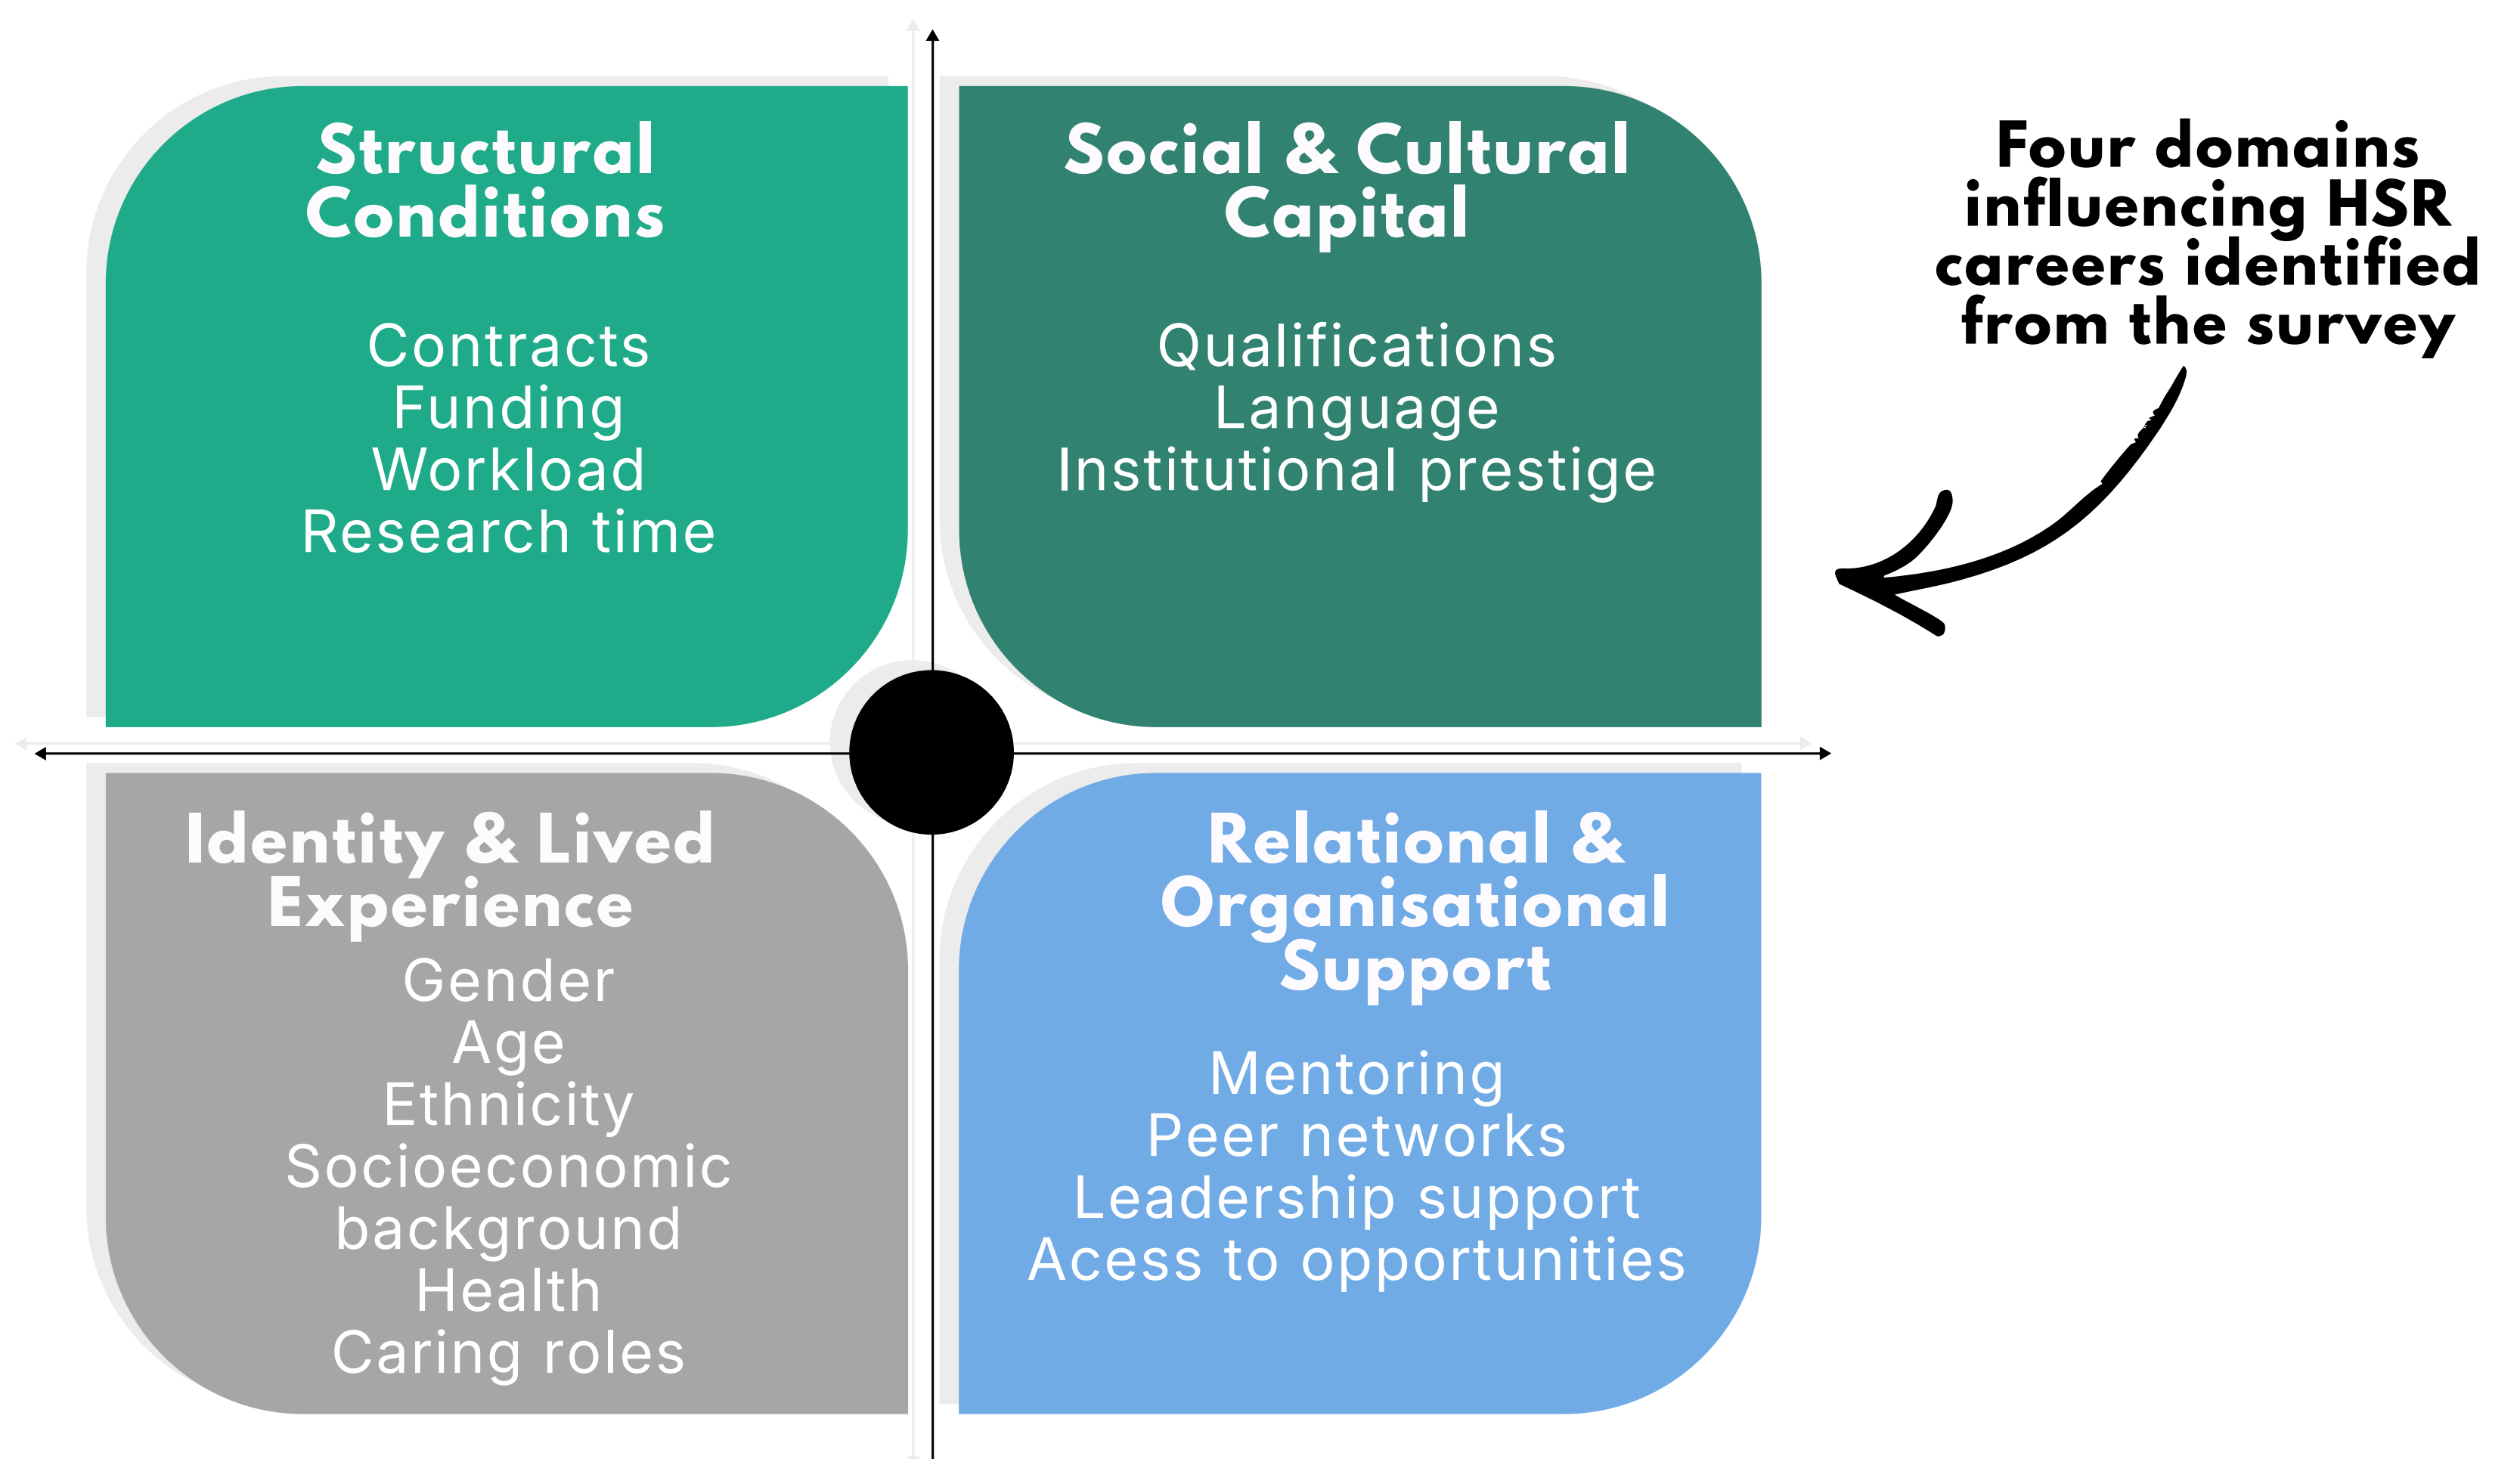 Structural
Conditions
Contracts
Funding
Workload
Research time
Social & Cultural
Capital
Qualifications
Language
Institutional prestige
Four domains
influencing HSR
careers identified
from the survey
Identity & Lived
Experience
Gender
Age
Ethnicity
Socioeconomic
background
Health
Caring roles
Relational &
Organisational
Support
Mentoring
Peer networks
Leadership support
Acess to opportunities